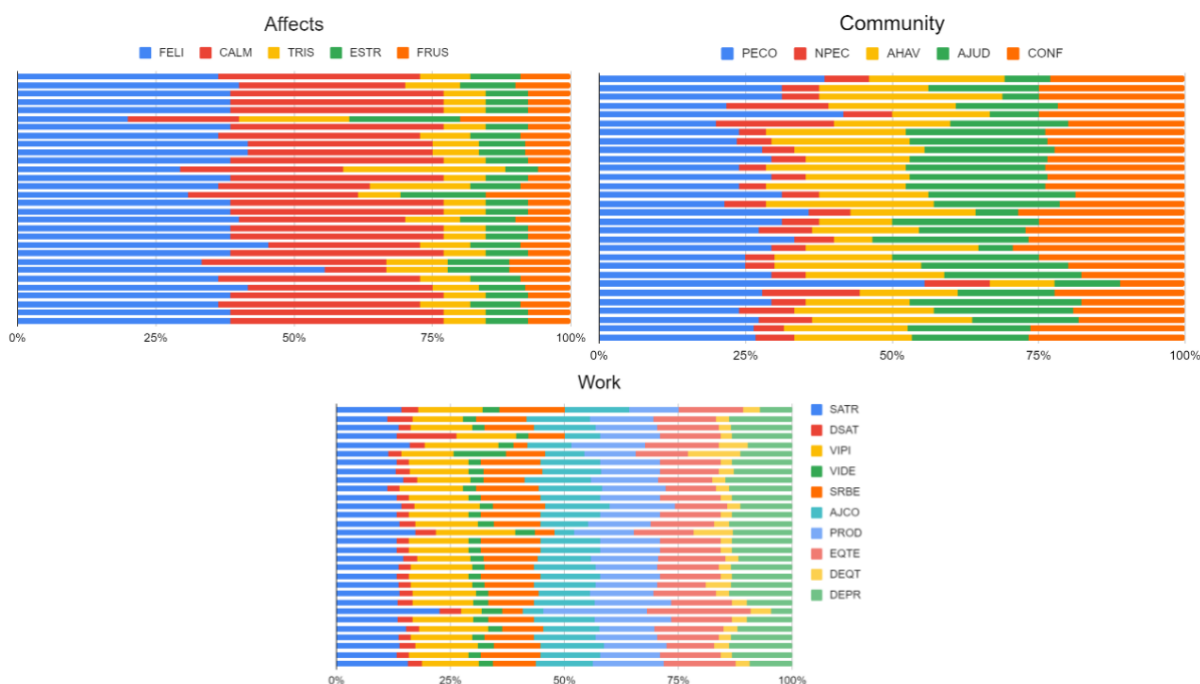 Affects
FELI CALM TRIS ESTR FRUS
0% 25% 50% 75% 100%
Community
PECO NPEC AHAV AJUD CONF
0% 25% 50% 75% 100%
Work
SATR
DSAT
VIPI
VIDE
SRBE
AJCO
PROD
EQTE
DEQT
DEPR
0% 25% 50% 75% 100%